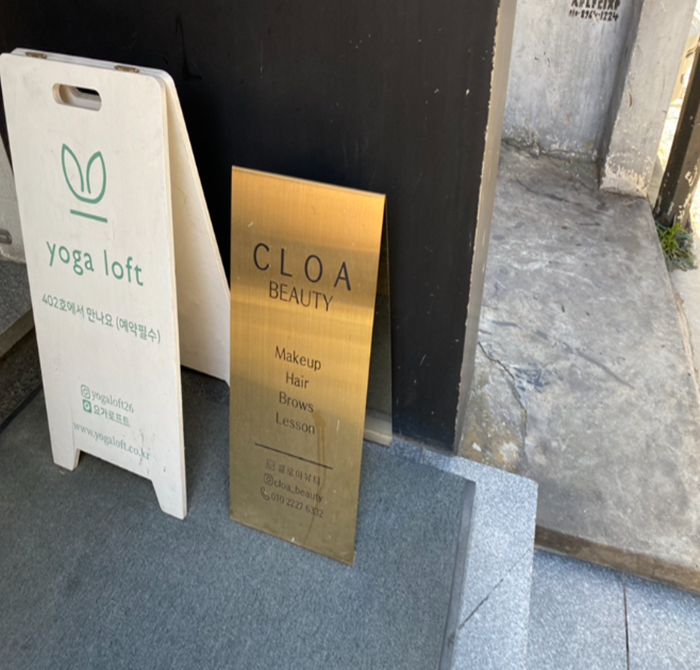 yoga loft
402호에서 만나요 (예약필수)
yogaloft26
요가로프트
www.yogaloft.co.kr
CLOA
BEAUTY
Makeup
Hair
Brows
Lesson
클로아뷰티
cloa_beauty
010 2227 6332